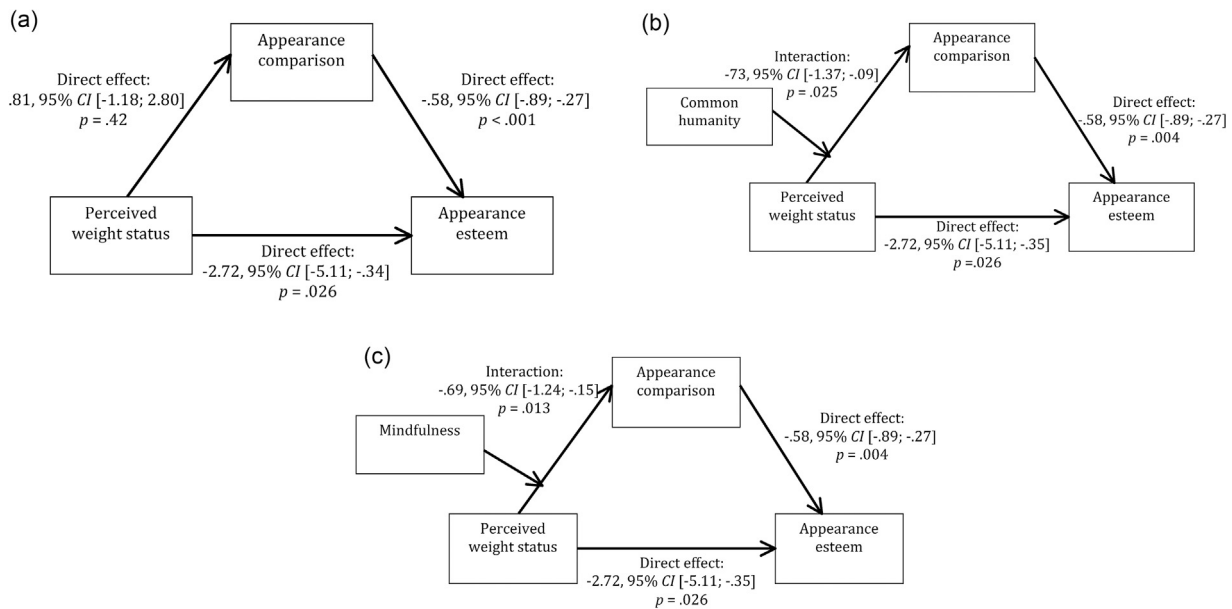 (a)
Appearance
comparison
Direct effect:
.81, 95% CI [-1.18; 2.80]
p = .42
Direct effect:
-.58, 95% CI [-.89; -.27]
p < .001
Perceived
weight status
Appearance
esteem
Direct effect:
-2.72, 95% CI [-5.11; -.34]
p = .026
(b)
Appearance
comparison
Interaction:
-73, 95% CI [-1.37; -.09]
p = .025
Common
humanity
Direct effect:
-.58, 95% CI [-.89; -.27]
p = .004
Perceived
weight status
Appearance
esteem
Direct effect:
-2.72, 95% CI [-5.11; -.35]
p =.026
(c)
Interaction:
-.69, 95% CI [-1.24; -.15]
p = .013
Appearance
comparison
Mindfulness
Direct effect:
-.58, 95% CI [-.89; -.27]
p = .004
Perceived
weight status
Appearance
esteem
Direct effect:
-2.72, 95% CI [-5.11; -.35]
p = .026